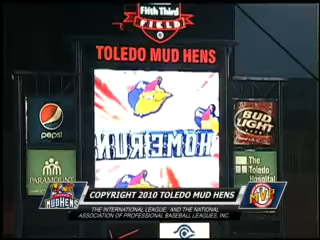 Fifth Third
FIELD
TOLEDO MUD HENS
HOMERUN
pepsi
BUD
LIGHT
PARAMOUNT
The
Toledo
Hospital
MUDHENS
COPYRIGHT 2010 TOLEDO MUD HENS
THE INTERNATIONAL LEAGUE, AND THE NATIONAL
ASSOCIATION OF PROFESSIONAL BASEBALL LEAGUES, INC.